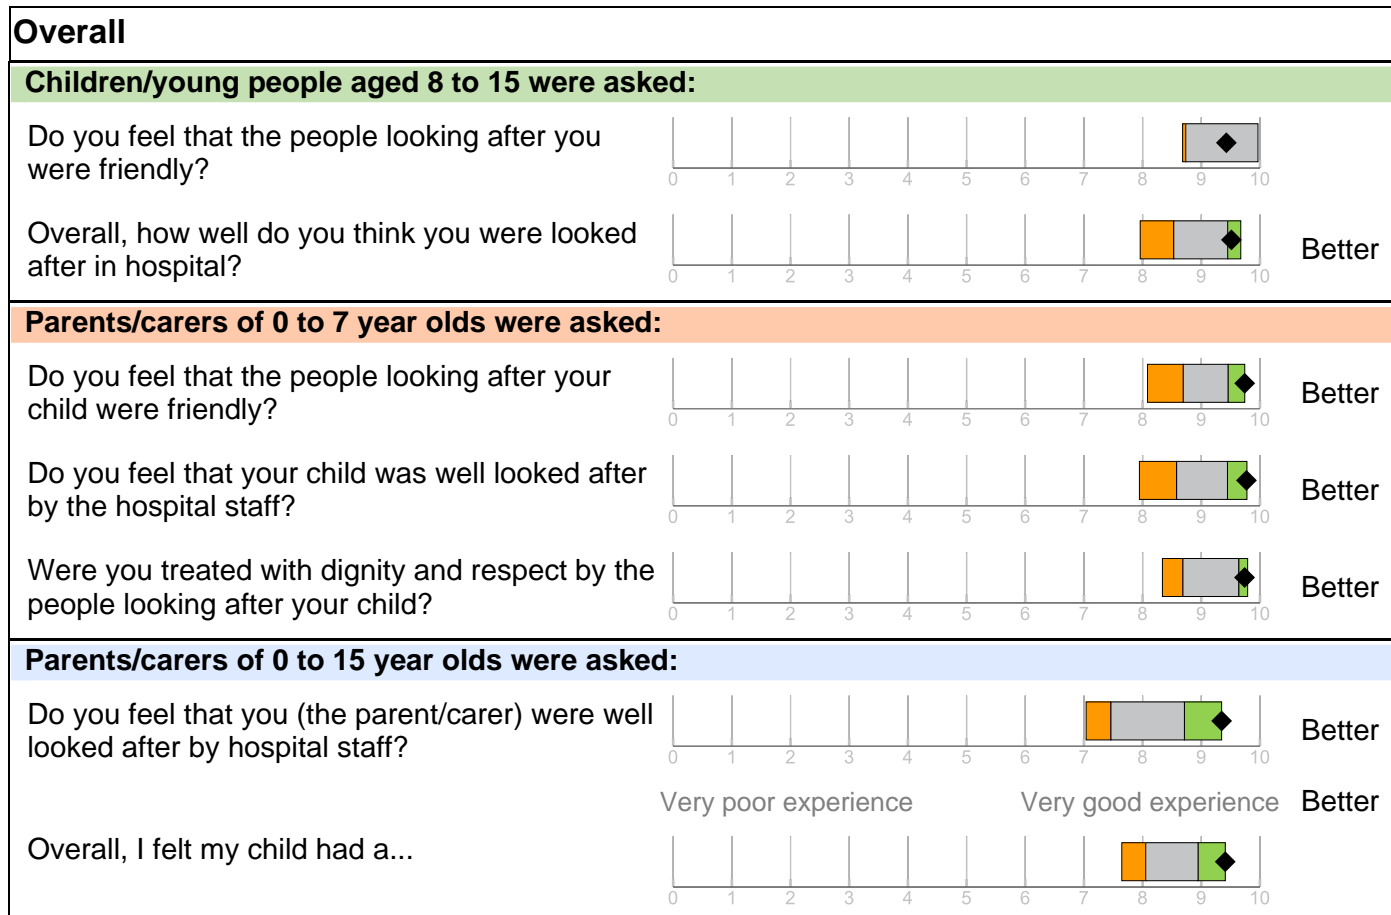 Overall
Children/young people aged 8 to 15 were asked:
Do you feel that the people looking after you
were friendly?
0 1 2 3 4 5 6 7 8 9 10
Overall, how well do you think you were looked
after in hospital?
Better
0 1 2 3 4 5 6 7 8 9 10
Parents/carers of 0 to 7 year olds were asked:
Do you feel that the people looking after your
child were friendly?
Better
0 1 2 3 4 5 6 7 8 9 10
Do you feel that your child was well looked after
by the hospital staff?
Better
0 1 2 3 4 5 6 7 8 9 10
Were you treated with dignity and respect by the
people looking after your child?
Better
0 1 2 3 4 5 6 7 8 9 10
Parents/carers of 0 to 15 year olds were asked:
Do you feel that you (the parent/carer) were well
looked after by hospital staff?
Better
0 1 2 3 4 5 6 7 8 9 10
Very poor experience Very good experience Better
Overall, I felt my child had a...
0 1 2 3 4 5 6 7 8 9 10